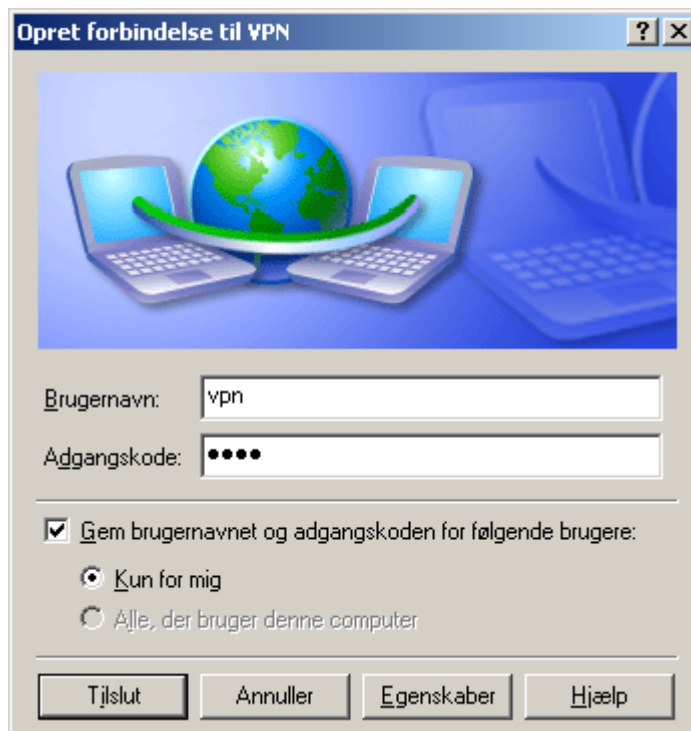 Opret forbindelse til VPN
Brugernavn: vpn
Adgangskode: ••••
Gem brugernavnet og adgangskoden for følgende brugere:
Kun for mig
Alle, der bruger denne computer
Tilslut Annuller Egenskaber Hjælp